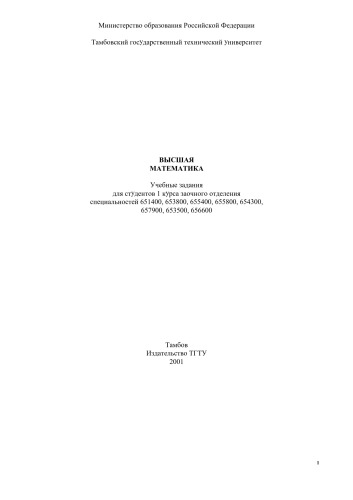 Министерство образования Российской Федерации
Тамбовский государственный технический университет
ВЫСШАЯ
МАТЕМАТИКА
Учебные задания
для студентов 1 курса заочного отделения
специальностей 651400, 653800, 655400, 655800, 654300,
657900, 653500, 656600
Тамбов
Издательство ТГТУ
2001
1